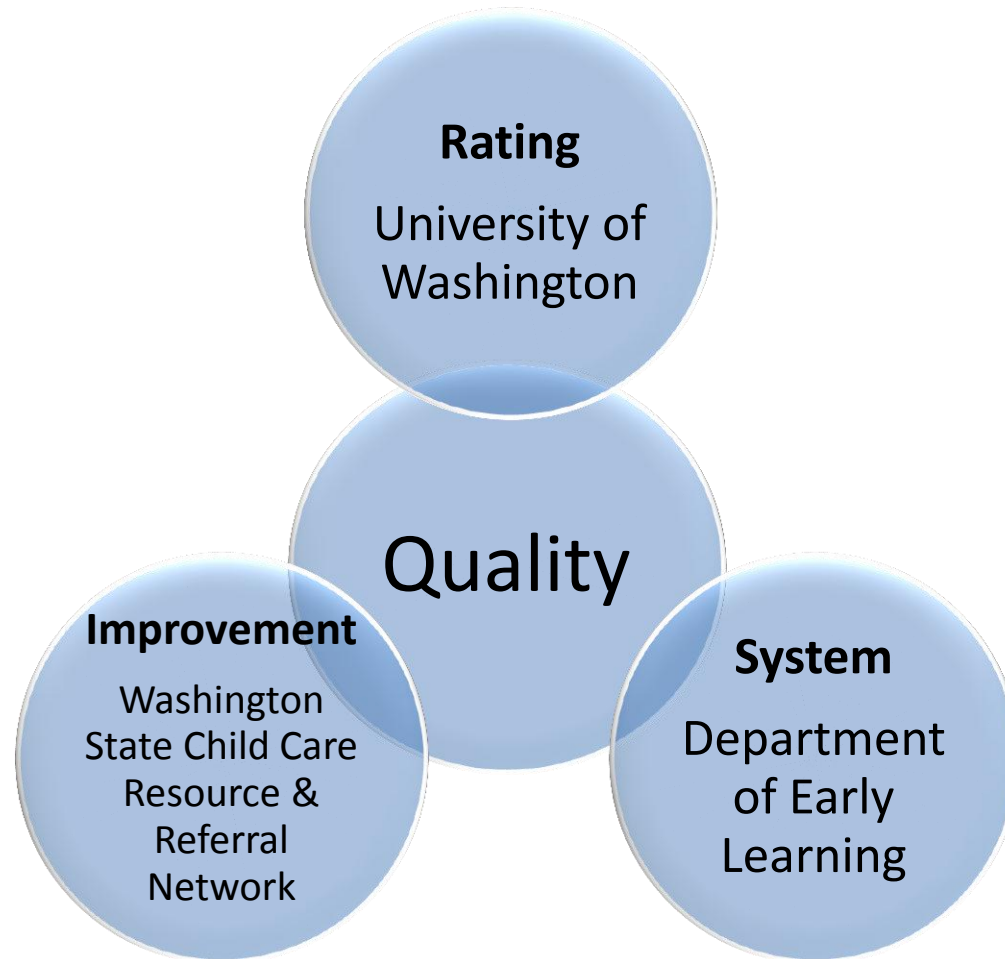 Rating
University of
Washington
Quality
Improvement
Washington
State Child Care
Resource &
Referral
Network
System
Department
of Early
Learning